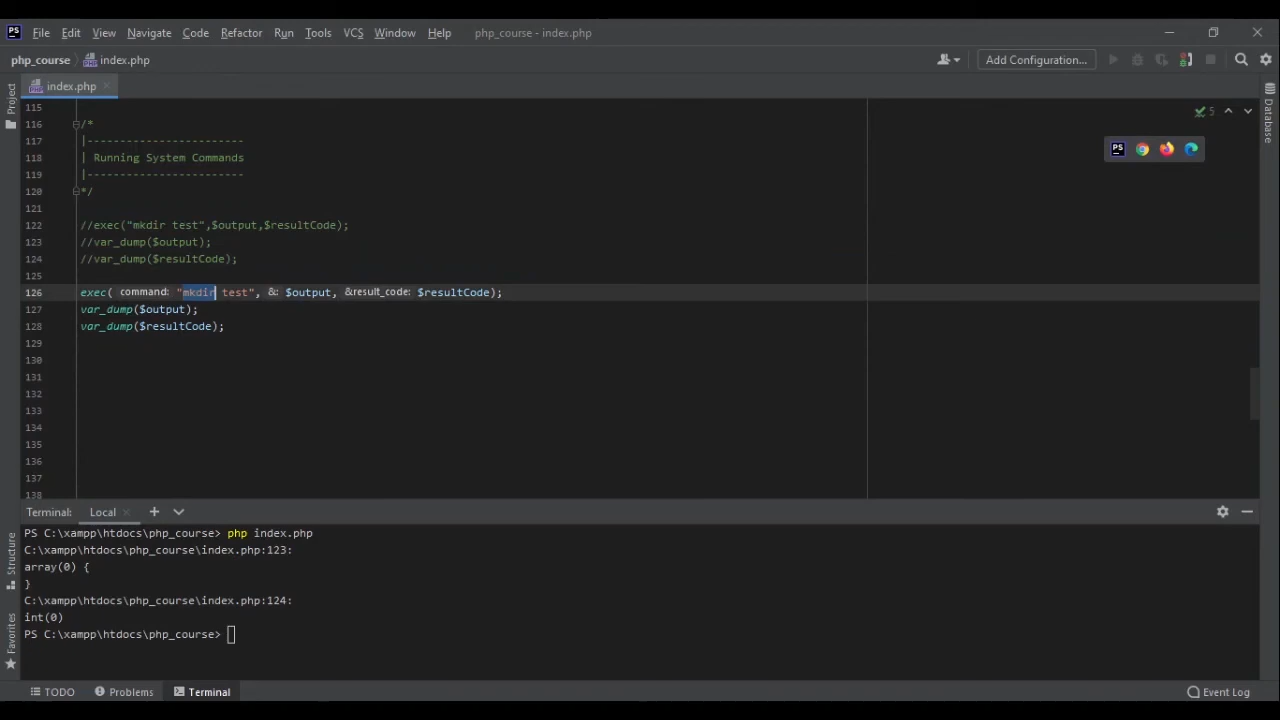 PS File Edit View Navigate Code Refactor Run Tools VCS Window Help php_course - index.php
php_course index.php Add Configuration...
index.php
Project
Database
Structure
Favorites
5
PS
115
116 /*
117 |------------------------
118 | Running System Commands
119 |------------------------
120 */
121
122 //exec("mkdir test",$output,$resultCode);
123 //var_dump($output);
124 //var_dump($resultCode);
125
126 exec( command: "mkdir test", &: $output, &result_code: $resultCode);
127 var_dump($output);
128 var_dump($resultCode);
129
130
131
132
133
134
135
136
137
138
Terminal: Local
PS C:\xampp\htdocs\php_course> php index.php
C:\xampp\htdocs\php_course\index.php:123:
array(0) {
}
C:\xampp\htdocs\php_course\index.php:124:
int(0)
PS C:\xampp\htdocs\php_course>
TODO Problems Terminal Event Log